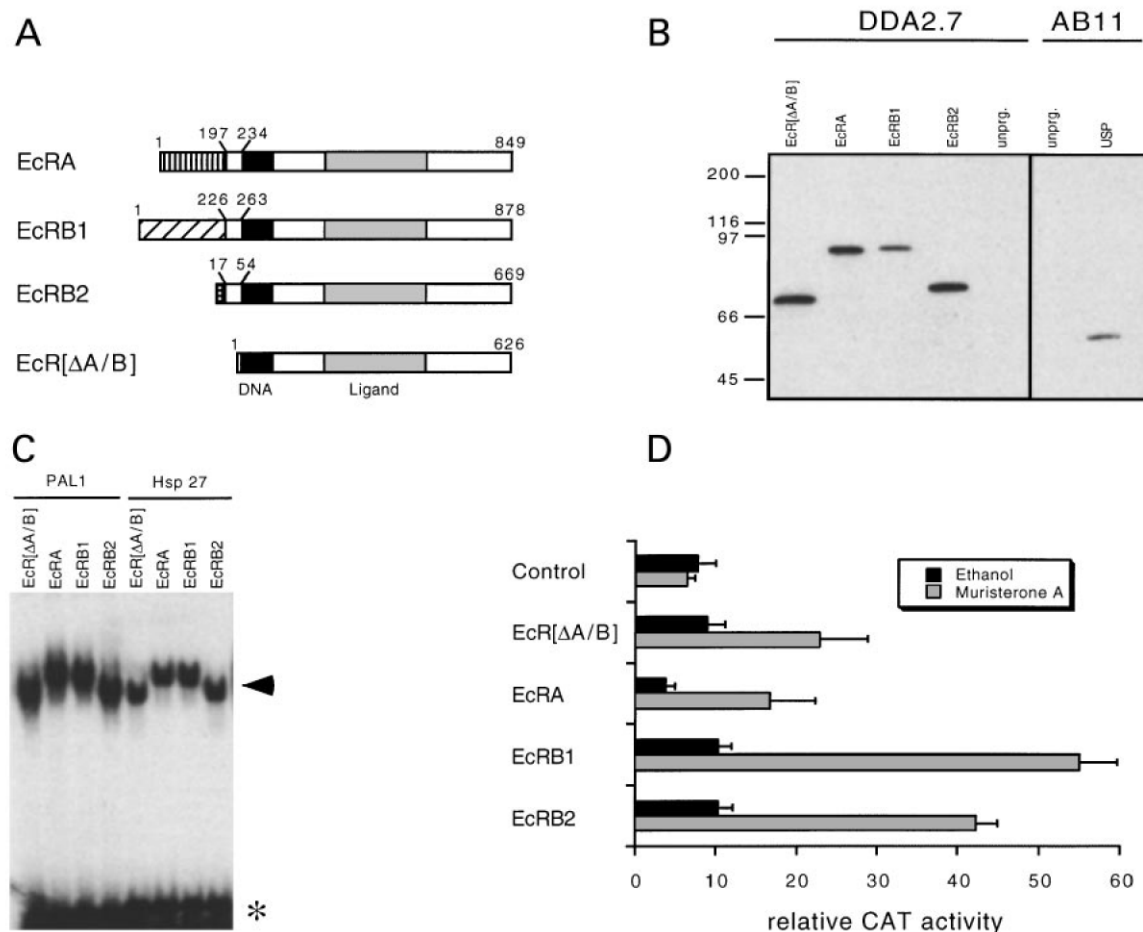 A
EcRA
1 197 234 849
EcRB1
1 226 263 878
EcRB2
17 54 669
EcR[ΔA/B]
1 626
DNA Ligand
B
DDA2.7 AB11
EcR[ΔA/B] EcRA EcRB1 EcRB2 unprg. unprg. USP
200
116
97
66
45
C
PAL1 Hsp 27
EcR[ΔA/B] EcRA EcRB1 EcRB2 EcR[ΔA/B] EcRA EcRB1 EcRB2
*
D
Control
EcR[ΔA/B]
EcRA
EcRB1
EcRB2
Ethanol
Muristerone A
0 10 20 30 40 50 60
relative CAT activity